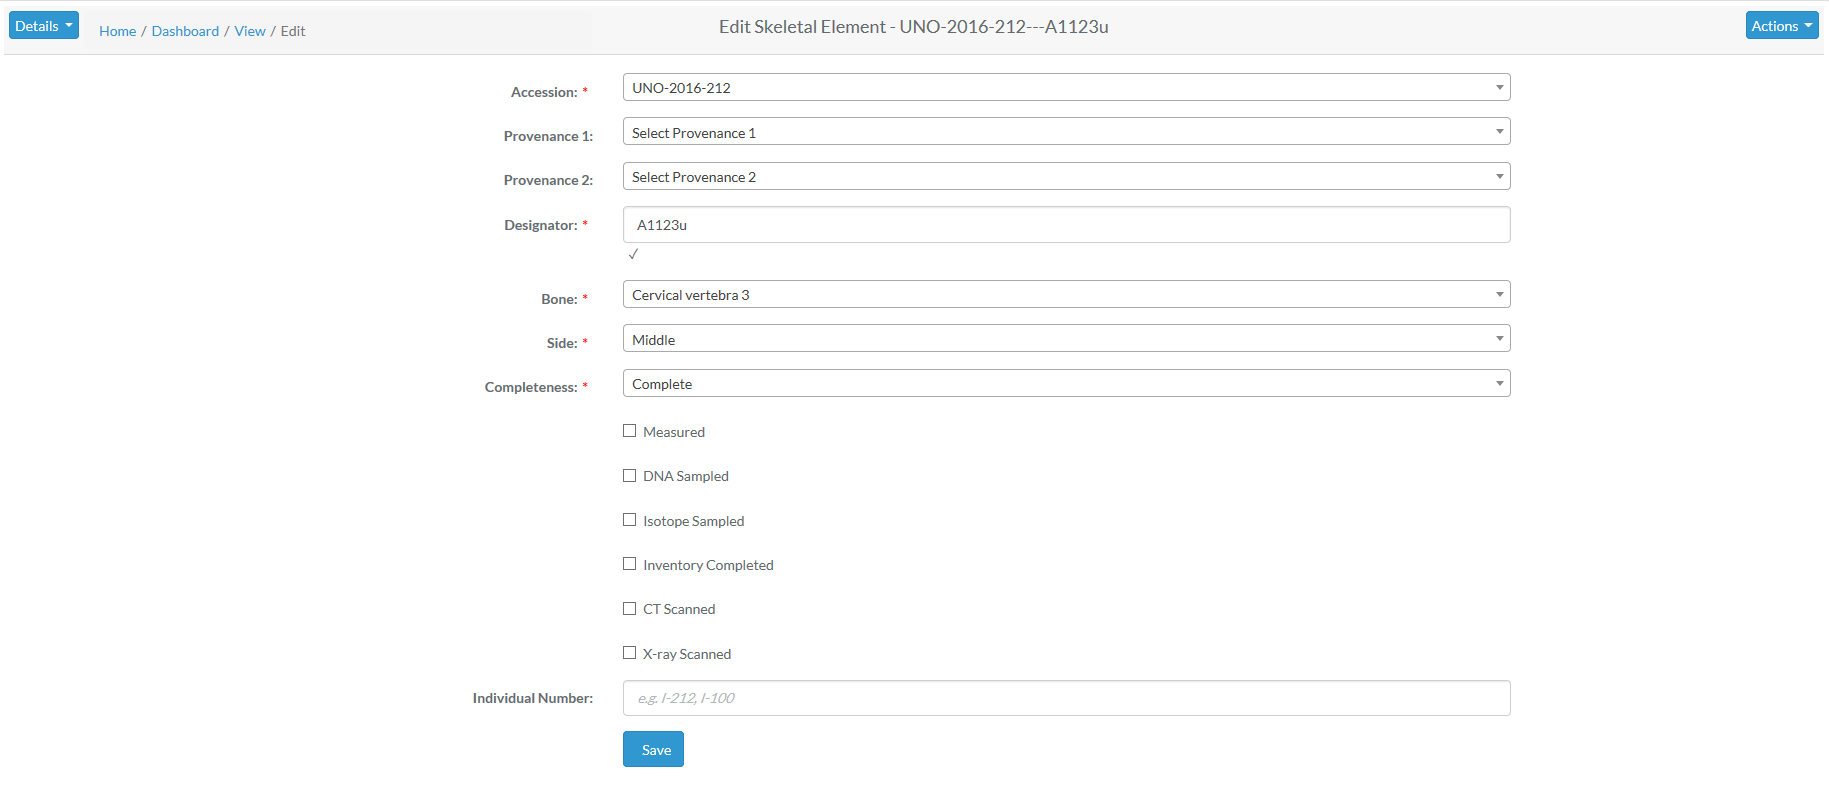 Details
Home / Dashboard / View / Edit
Edit Skeletal Element - UNO-2016-212---A1123u
Actions
Accession: * UNO-2016-212
Provenance 1: Select Provenance 1
Provenance 2: Select Provenance 2
Designator: * A1123u
✓
Bone: * Cervical vertebra 3
Side: * Middle
Completeness: * Complete
Measured
DNA Sampled
Isotope Sampled
Inventory Completed
CT Scanned
X-ray Scanned
Individual Number: e.g. I-212, I-100
Save